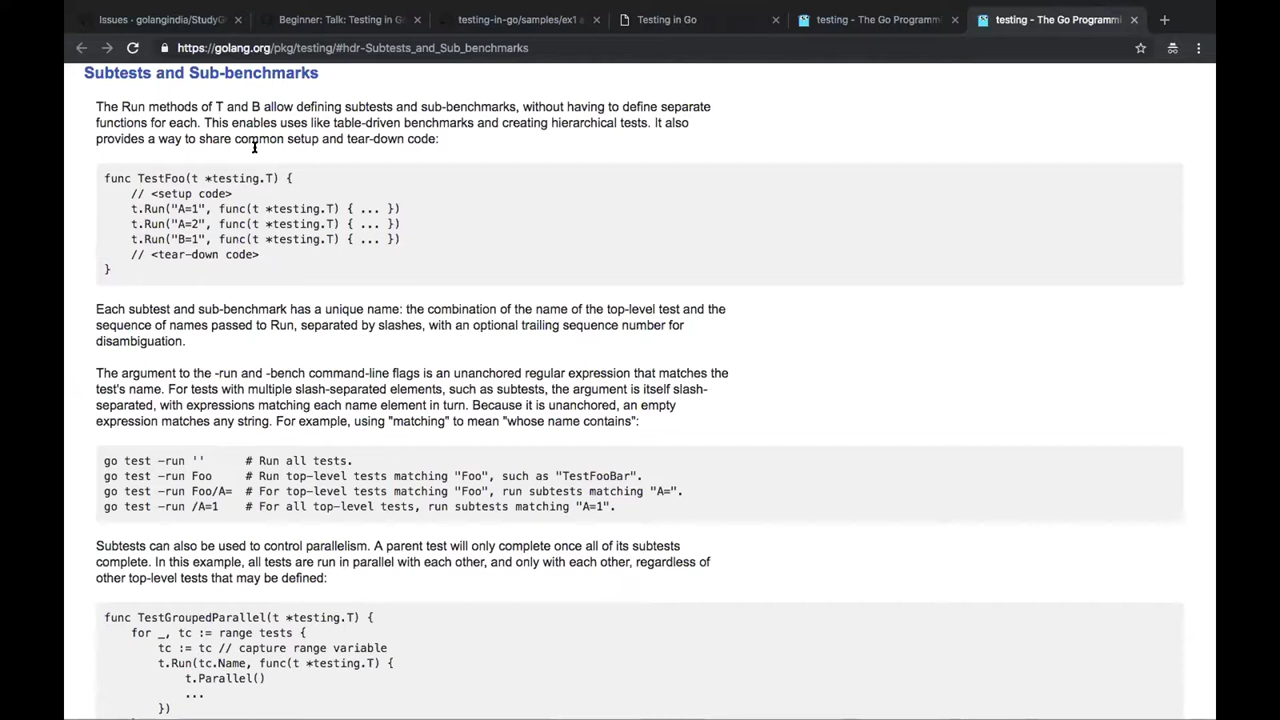 Issues · golangindia/StudyG
Beginner: Talk: Testing in G
testing-in-go/samples/ex1 a
Testing in Go
testing - The Go Programmi
testing - The Go Programmi
https://golang.org/pkg/testing/#hdr-Subtests_and_Sub_benchmarks
Subtests and Sub-benchmarks
The Run methods of T and B allow defining subtests and sub-benchmarks, without having to define separate
functions for each. This enables uses like table-driven benchmarks and creating hierarchical tests. It also
provides a way to share common setup and tear-down code:
func TestFoo(t *testing.T) {
// <setup code>
t.Run("A=1", func(t *testing.T) { ... })
t.Run("A=2", func(t *testing.T) { ... })
t.Run("B=1", func(t *testing.T) { ... })
// <tear-down code>
}
Each subtest and sub-benchmark has a unique name: the combination of the name of the top-level test and the
sequence of names passed to Run, separated by slashes, with an optional trailing sequence number for
disambiguation.
The argument to the -run and -bench command-line flags is an unanchored regular expression that matches the
test's name. For tests with multiple slash-separated elements, such as subtests, the argument is itself slash-
separated, with expressions matching each name element in turn. Because it is unanchored, an empty
expression matches any string. For example, using "matching" to mean "whose name contains":
go test -run '' # Run all tests.
go test -run Foo # Run top-level tests matching "Foo", such as "TestFooBar".
go test -run Foo/A= # For top-level tests matching "Foo", run subtests matching "A=".
go test -run /A=1 # For all top-level tests, run subtests matching "A=1".
Subtests can also be used to control parallelism. A parent test will only complete once all of its subtests
complete. In this example, all tests are run in parallel with each other, and only with each other, regardless of
other top-level tests that may be defined:
func TestGroupedParallel(t *testing.T) {
for _, tc := range tests {
tc := tc // capture range variable
t.Run(tc.Name, func(t *testing.T) {
t.Parallel()
...
})